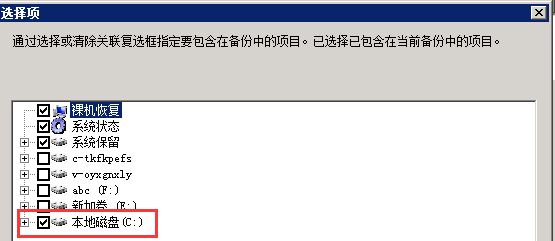 选择项
通过选择或清除关联复选框指定要包含在备份中的项目。已选择已包含在当前备份中的项目。
裸机恢复
系统状态
系统保留
c-tkfkpefs
v-oyxgnxly
abc (F:)
新加卷 (E:)
本地磁盘(C:)